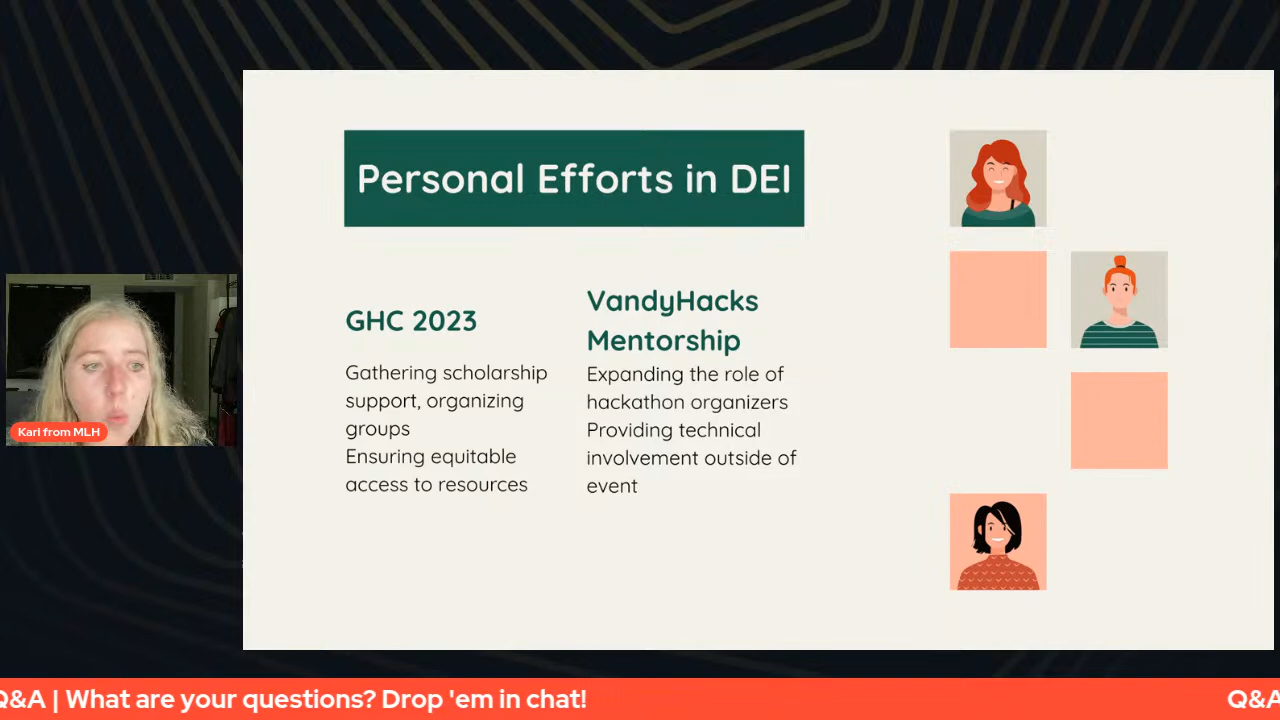 Personal Efforts in DEI
GHC 2023
Gathering scholarship
support, organizing
groups
Ensuring equitable
access to resources
VandyHacks
Mentorship
Expanding the role of
hackathon organizers
Providing technical
involvement outside of
event
Karl from MLH
Q&A | What are your questions? Drop 'em in chat!
Q&A